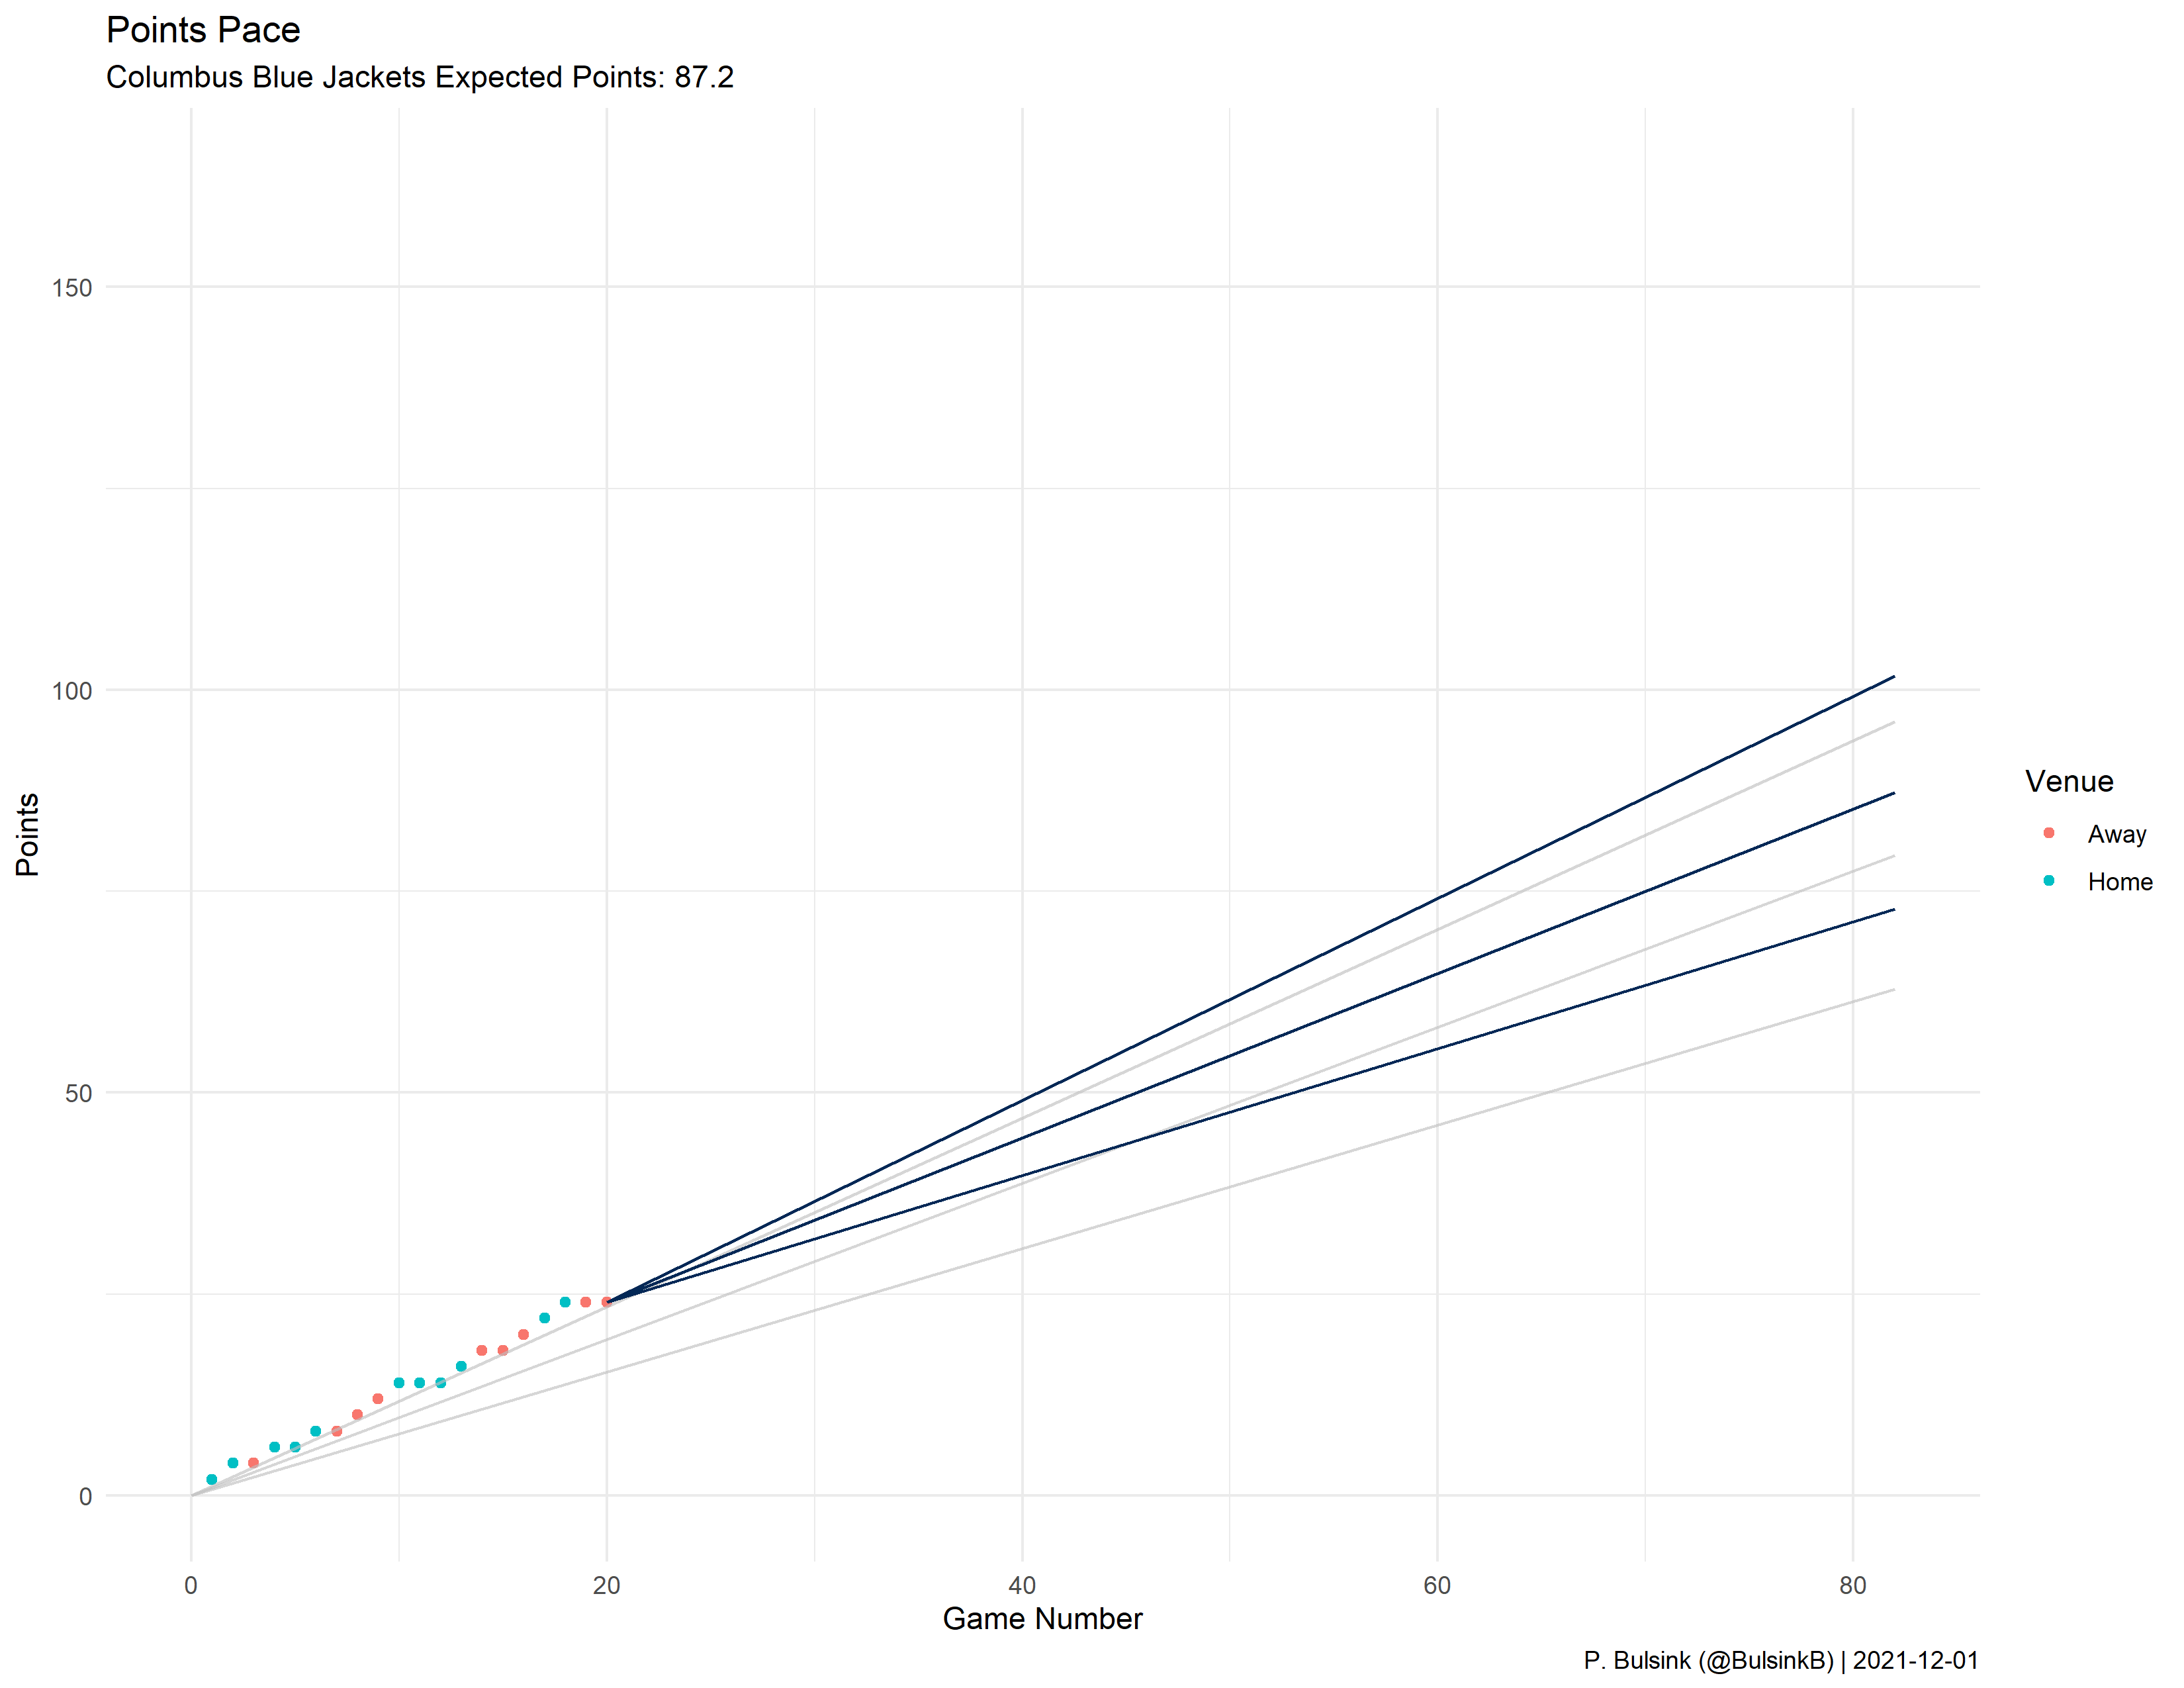 Points Pace
Columbus Blue Jackets Expected Points: 87.2
150
100
50
0
Points
0 20 40 60 80
Game Number
Venue
Away
Home
P. Bulsink (@BulsinkB) | 2021-12-01